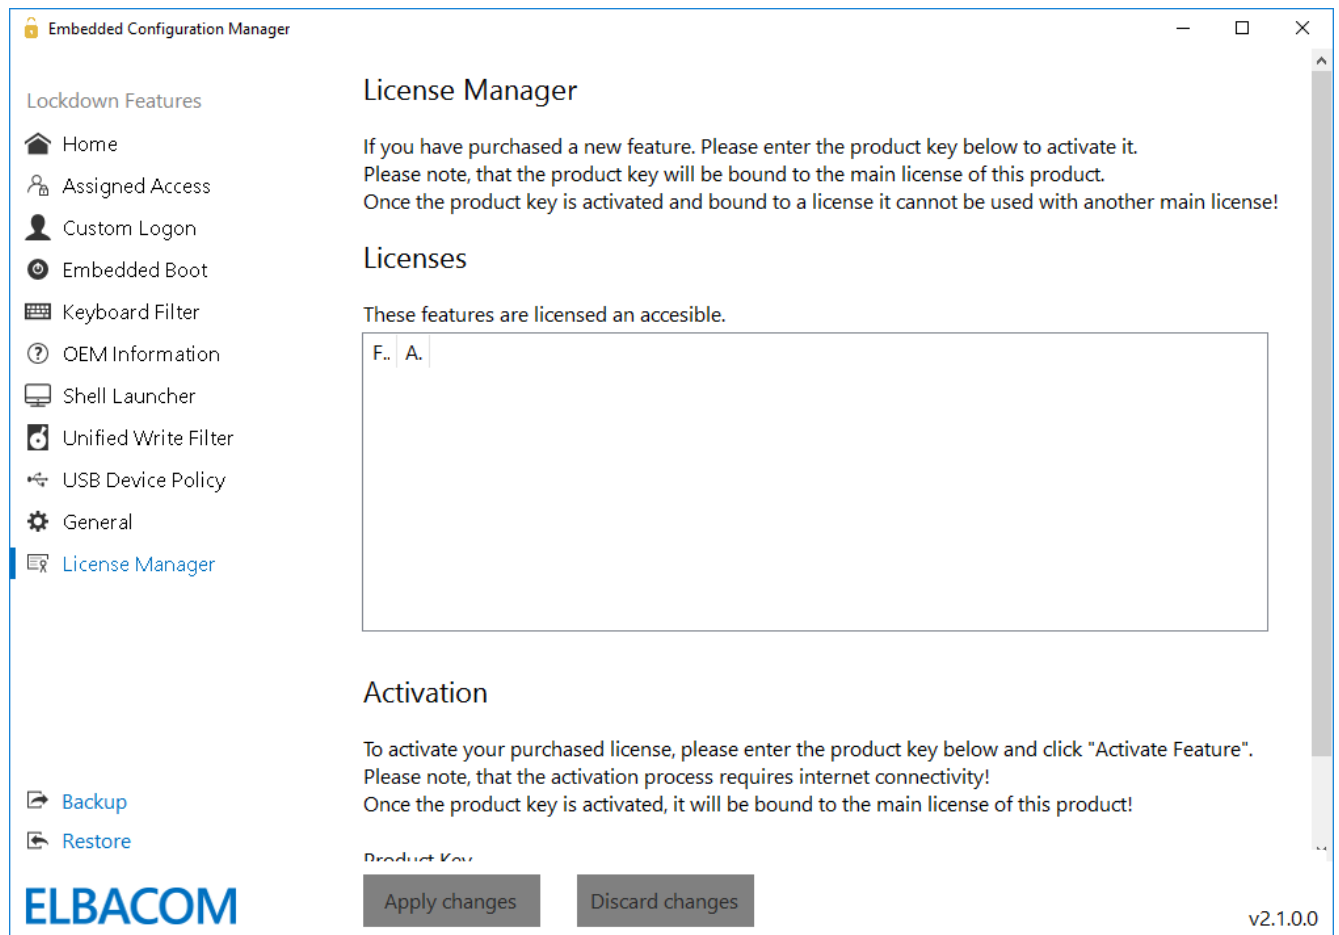 Embedded Configuration Manager
Lockdown Features
Home
Assigned Access
Custom Logon
Embedded Boot
Keyboard Filter
OEM Information
Shell Launcher
Unified Write Filter
USB Device Policy
General
License Manager
Backup
Restore
ELBACOM
License Manager
If you have purchased a new feature. Please enter the product key below to activate it.
Please note, that the product key will be bound to the main license of this product.
Once the product key is activated and bound to a license it cannot be used with another main license!
Licenses
These features are licensed an accesible.
F.. A.
Activation
To activate your purchased license, please enter the product key below and click "Activate Feature".
Please note, that the activation process requires internet connectivity!
Once the product key is activated, it will be bound to the main license of this product!
Product Key
Apply changes Discard changes
v2.1.0.0